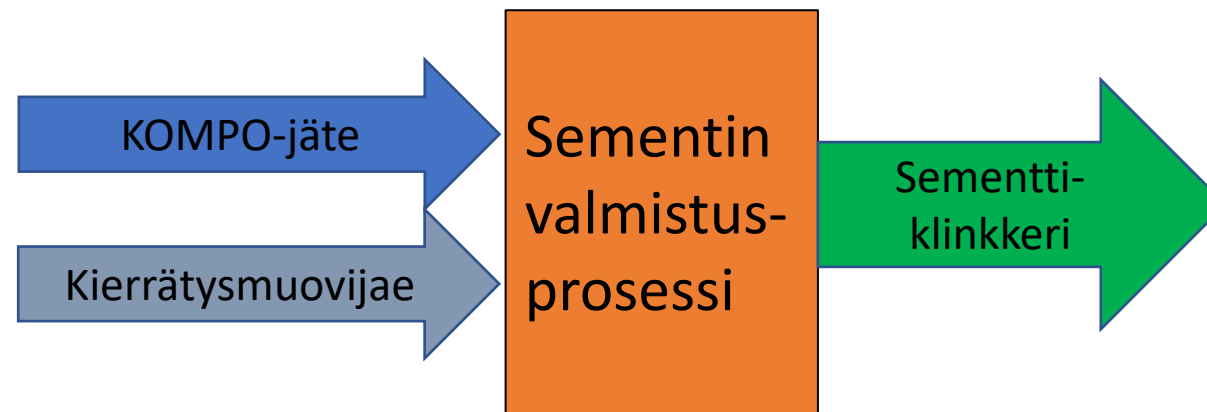 KOMPO-jäte
Kierrätysmuovijae
Sementin
valmistus-
prosessi
Sementti-
klinkkeri